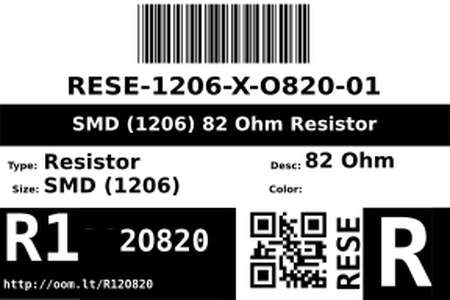 RESE-1206-X-O820-01
SMD (1206) 82 Ohm Resistor
Type: Resistor
Desc: 82 Ohm
Size: SMD (1206)
Color:
R1 2O820
http://oom.lt/R120820
RESE
R